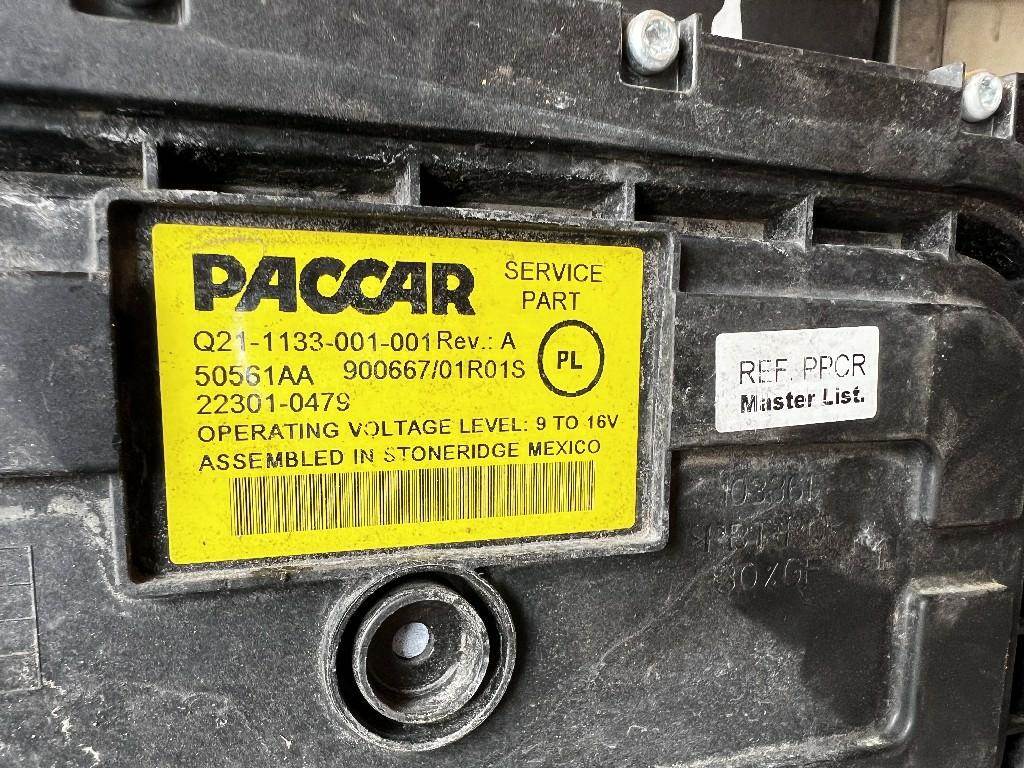 PACCAR
SERVICE
PART
Q21-1133-001-001 Rev.: A
50561AA 900667/01R01S
PL
22301-0479
OPERATING VOLTAGE LEVEL: 9 TO 16V
ASSEMBLED IN STONERIDGE MEXICO
REF. PPCR
Master List.
103361